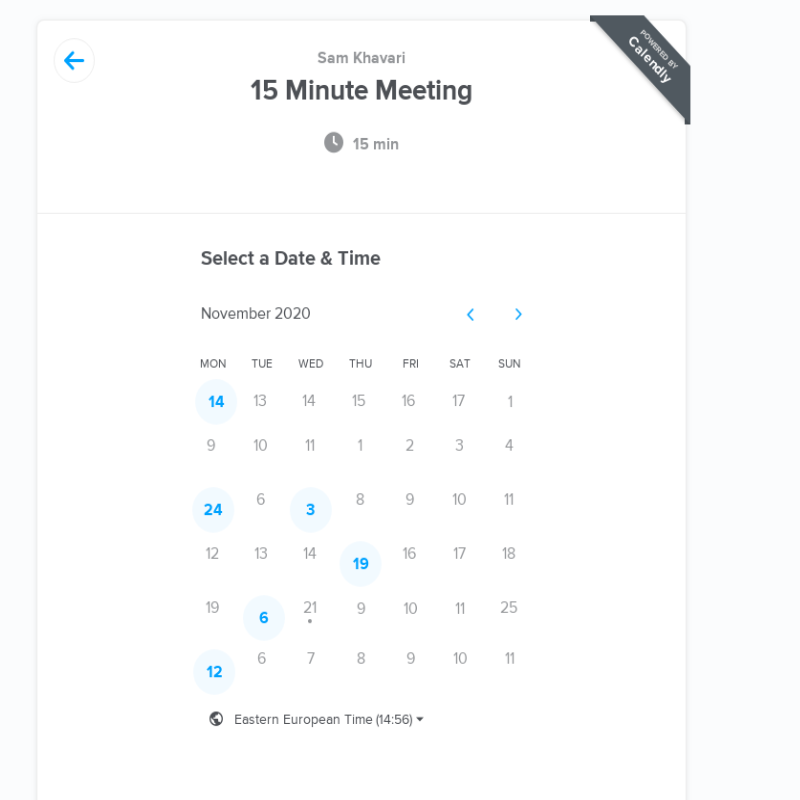 POWERED BY
Calendly
Sam Khavari
15 Minute Meeting
15 min
Select a Date & Time
November 2020
MON TUE WED THU FRI SAT SUN
14 13 14 15 16 17 1
9 10 11 1 2 3 4
24 6 3 8 9 10 11
12 13 14 19 16 17 18
19 6 21 9 10 11 25
12 6 7 8 9 10 11
Eastern European Time (14:56)